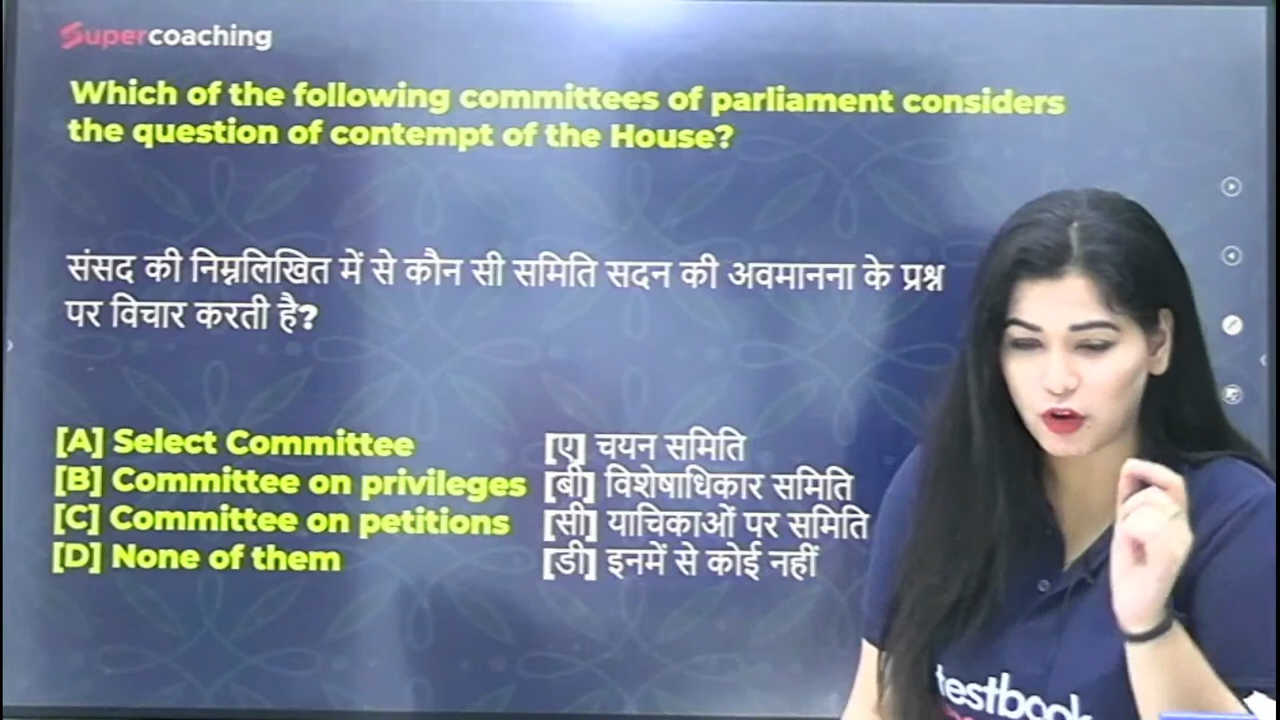 Supercoaching
Which of the following committees of parliament considers
the question of contempt of the House?
संसद की निम्नलिखित में से कौन सी समिति सदन की अवमानना के प्रश्न
पर विचार करती है?
[A] Select Committee
[B] Committee on privileges
[C] Committee on petitions
[D] None of them
[ए] चयन समिति
[बी] विशेषाधिकार समिति
[सी] याचिकाओं पर समिति
[डी] इनमें से कोई नहीं
testbook